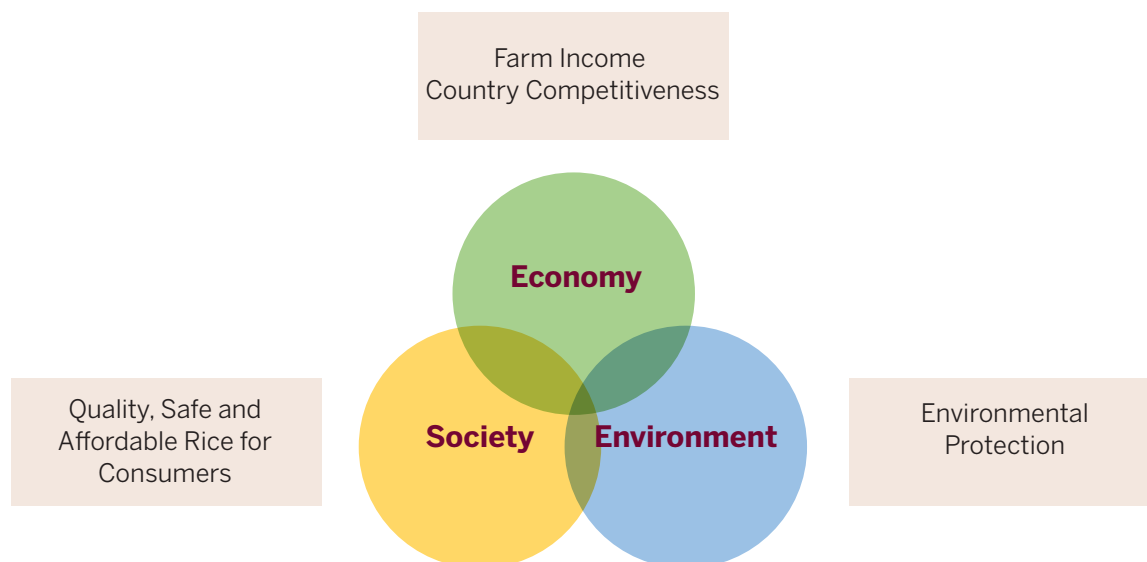 Farm Income
Country Competitiveness
Economy
Quality, Safe and
Affordable Rice for
Consumers
Society
Environment
Environmental
Protection